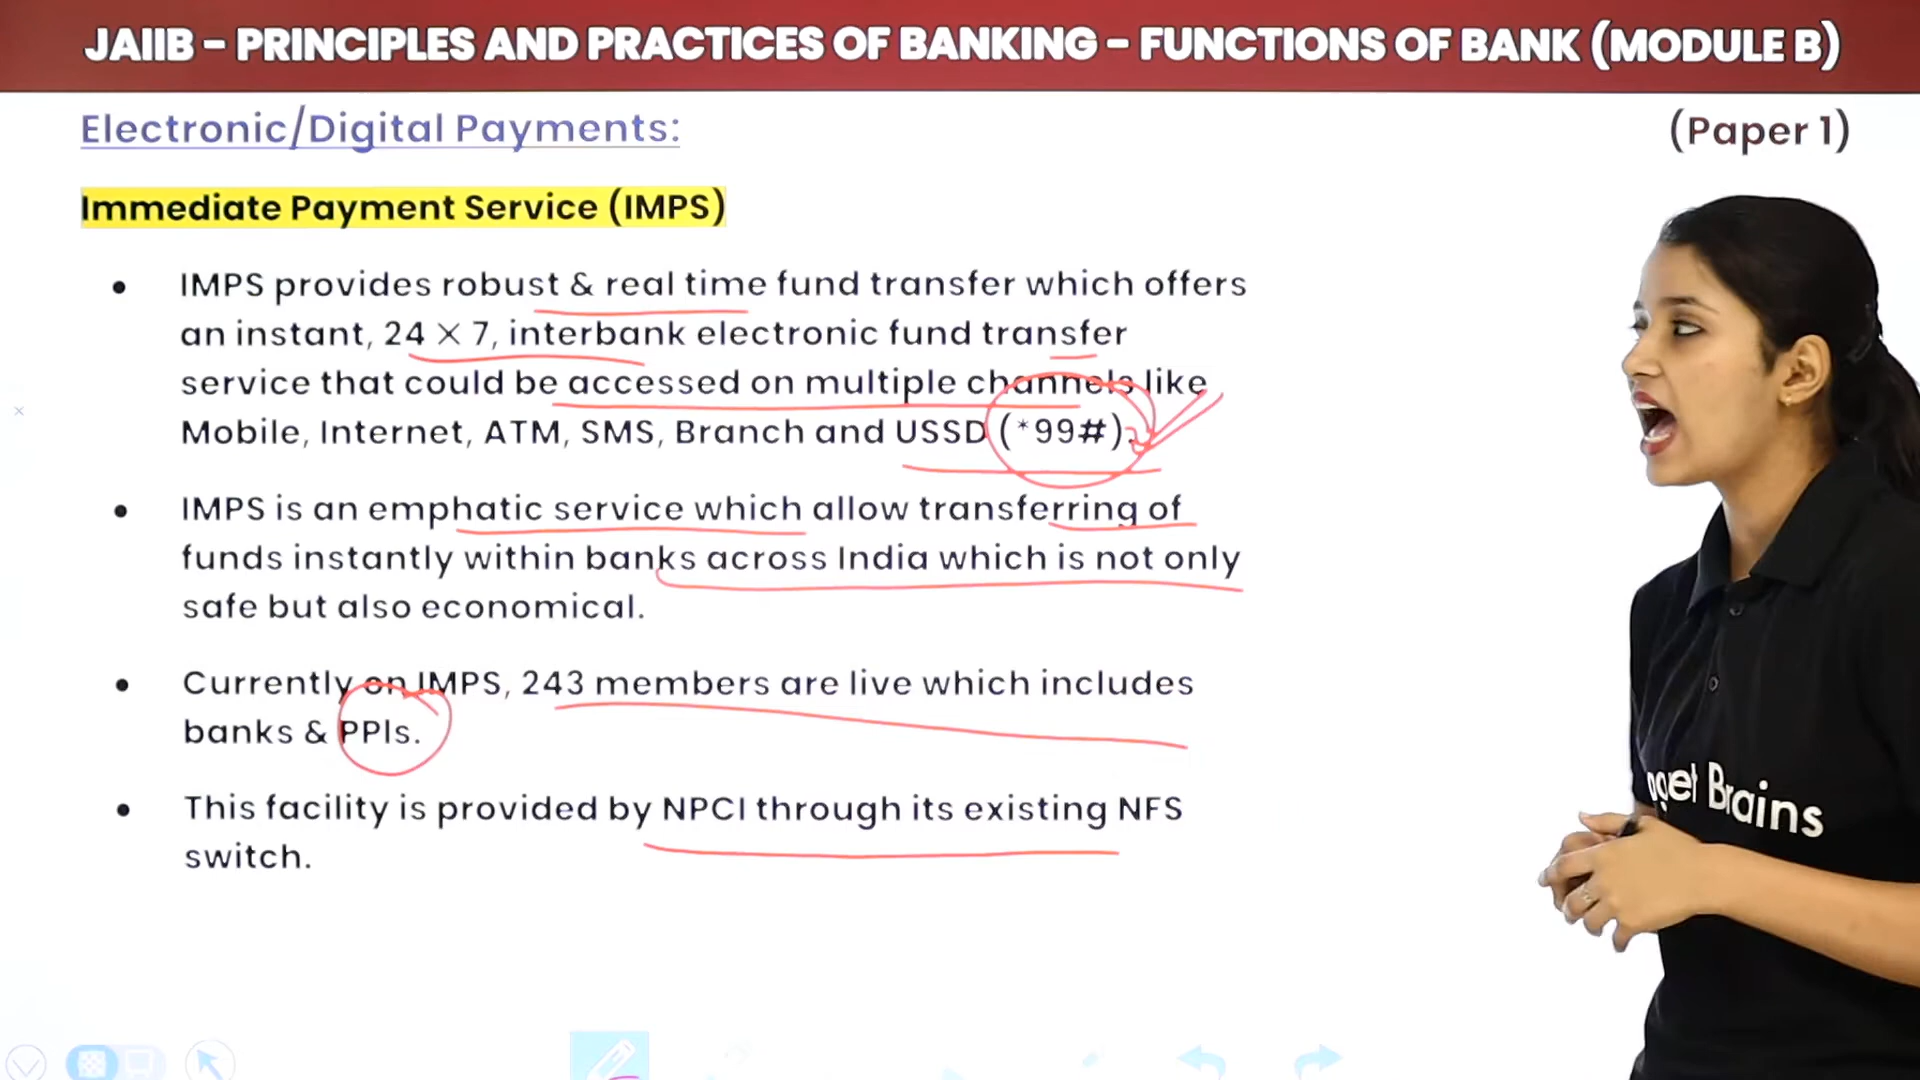 JAIIB – PRINCIPLES AND PRACTICES OF BANKING – FUNCTIONS OF BANK (MODULE B)
Electronic/Digital Payments:
(Paper 1)
Immediate Payment Service (IMPS)
• IMPS provides robust & real time fund transfer which offers
an instant, 24 × 7, interbank electronic fund transfer
service that could be accessed on multiple channels like
Mobile, Internet, ATM, SMS, Branch and USSD (*99#).
• IMPS is an emphatic service which allow transferring of
funds instantly within banks across India which is not only
safe but also economical.
• Currently on IMPS, 243 members are live which includes
banks & PPIs.
• This facility is provided by NPCI through its existing NFS
switch.
Brains